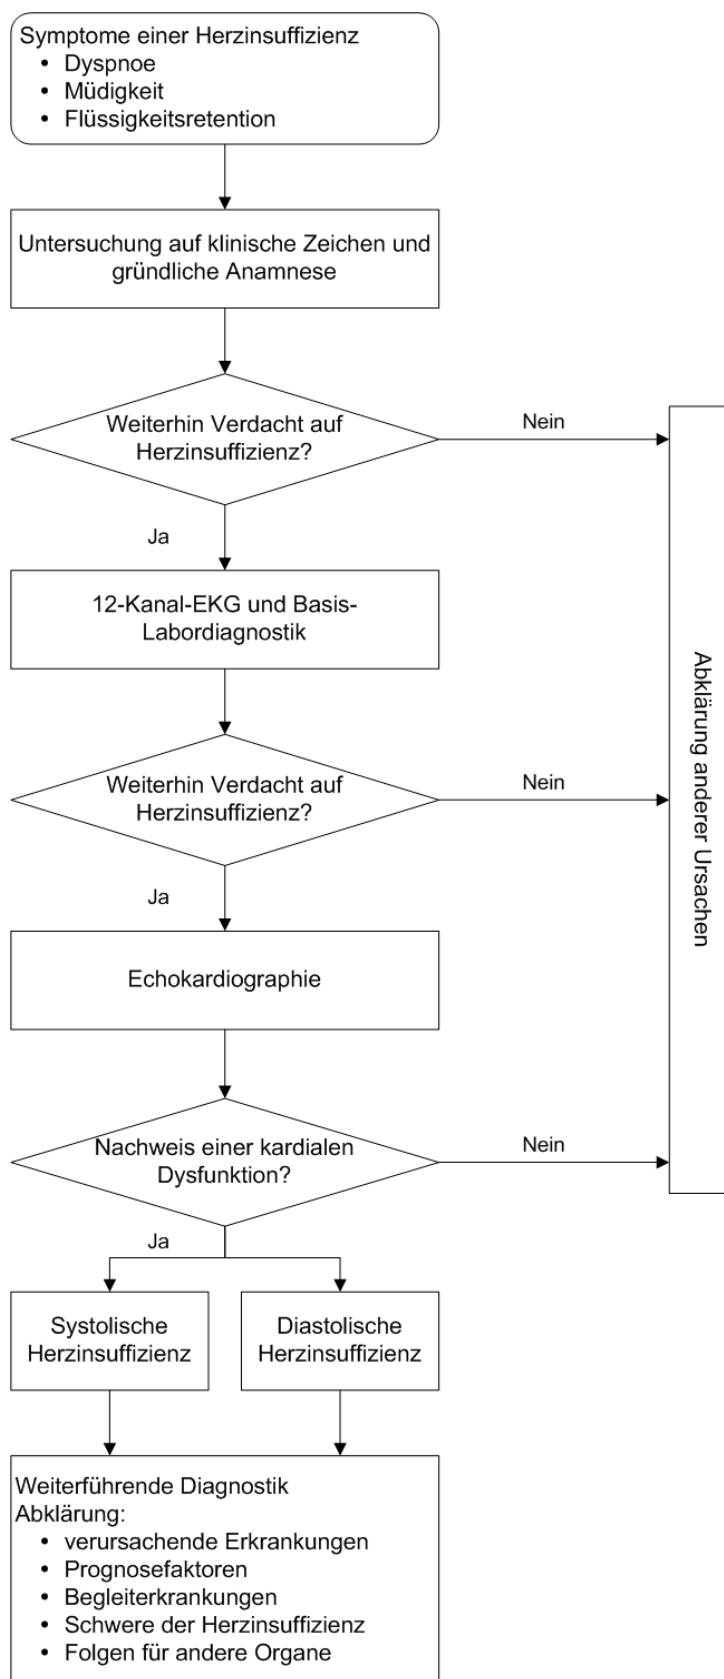 Symptome einer Herzinsuffizienz
• Dyspnoe
• Müdigkeit
• Flüssigkeitsretention
Untersuchung auf klinische Zeichen und
gründliche Anamnese
Weiterhin Verdacht auf
Herzinsuffizienz?
Nein
Ja
12-Kanal-EKG und Basis-
Labordiagnostik
Weiterhin Verdacht auf
Herzinsuffizienz?
Nein
Ja
Echokardiographie
Nachweis einer kardialen
Dysfunktion?
Nein
Ja
Abklärung anderer Ursachen
Systolische
Herzinsuffizienz
Diastolische
Herzinsuffizienz
Weiterführende Diagnostik
Abklärung:
• verursachende Erkrankungen
• Prognosefaktoren
• Begleiterkrankungen
• Schwere der Herzinsuffizienz
• Folgen für andere Organe